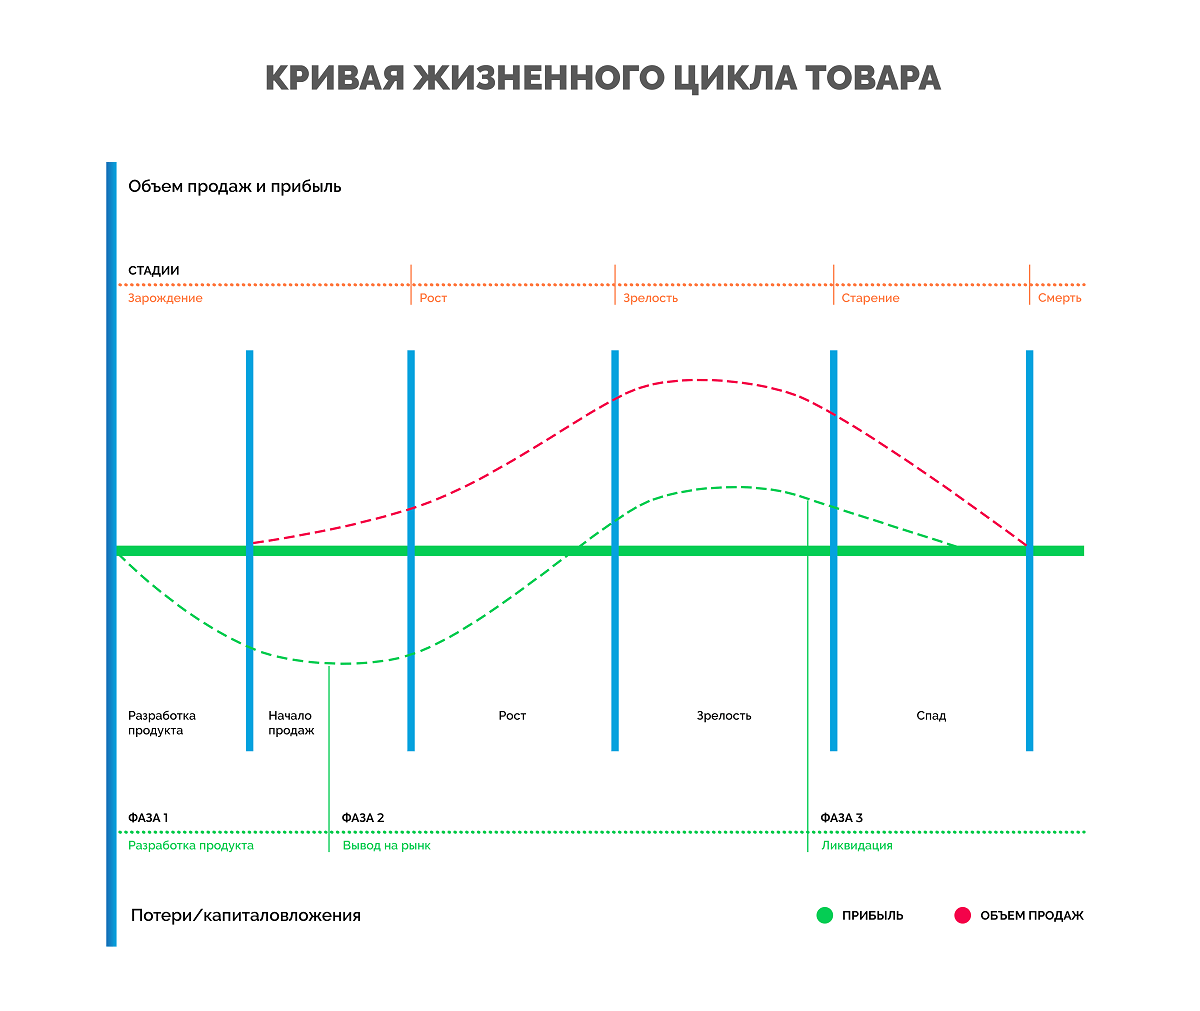 КРИВАЯ ЖИЗНЕННОГО ЦИКЛА ТОВАРА
Объем продаж и прибыль
СТАДИИ
Зарождение
Рост
Зрелость
Старение
Смерть
Разработка
продукта
Начало
продаж
Рост
Зрелость
Спад
ФАЗА 1
Разработка продукта
ФАЗА 2
Вывод на рынк
ФАЗА 3
Ликвидация
Потери/капиталовложения
ПРИБЫЛЬ
ОБЪЕМ ПРОДАЖ